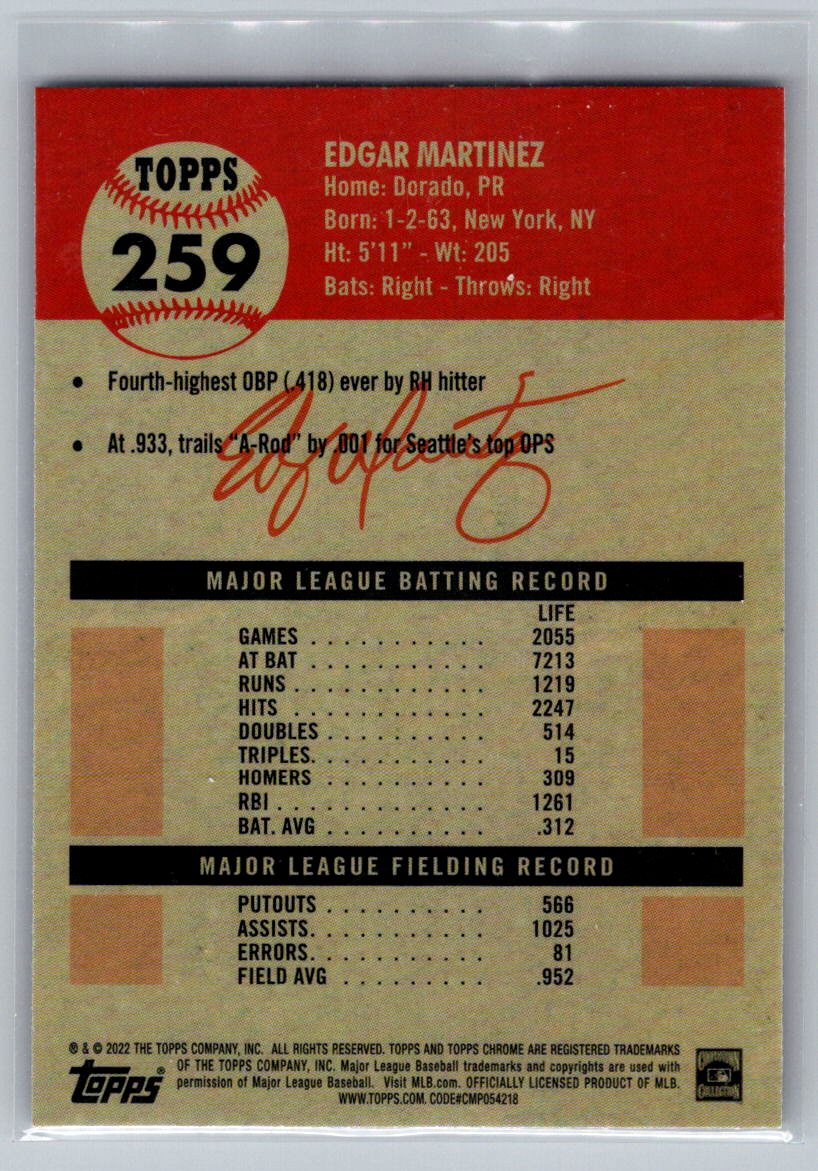 TOPPS
259
EDGAR MARTINEZ
Home: Dorado, PR
Born: 1-2-63, New York, NY
Ht: 5'11" - Wt: 205
Bats: Right - Throws: Right
• Fourth-highest OBP (.418) ever by RH hitter
• At .933, trails "A-Rod" by .001 for Seattle's top OPS
Edgar Martinez
MAJOR LEAGUE BATTING RECORD
LIFE
GAMES . . . . . . . . . . . 2055
AT BAT . . . . . . . . . . . 7213
RUNS . . . . . . . . . . . . 1219
HITS . . . . . . . . . . . . 2247
DOUBLES . . . . . . . . . . 514
TRIPLES. . . . . . . . . . . 15
HOMERS . . . . . . . . . . 309
RBI . . . . . . . . . . . . . 1261
BAT. AVG . . . . . . . . . . .312
MAJOR LEAGUE FIELDING RECORD
PUTOUTS . . . . . . . . . . 566
ASSISTS. . . . . . . . . . . 1025
ERRORS. . . . . . . . . . . 81
FIELD AVG . . . . . . . . . .952
® & © 2022 THE TOPPS COMPANY, INC. ALL RIGHTS RESERVED. TOPPS AND TOPPS CHROME ARE REGISTERED TRADEMARKS
OF THE TOPPS COMPANY, INC. Major League Baseball trademarks and copyrights are used with
permission of Major League Baseball. Visit MLB.com. OFFICIALLY LICENSED PRODUCT OF MLB.
WWW.TOPPS.COM. CODE#CMP054218
topps®
COOPERSTOWN
COLLECTION